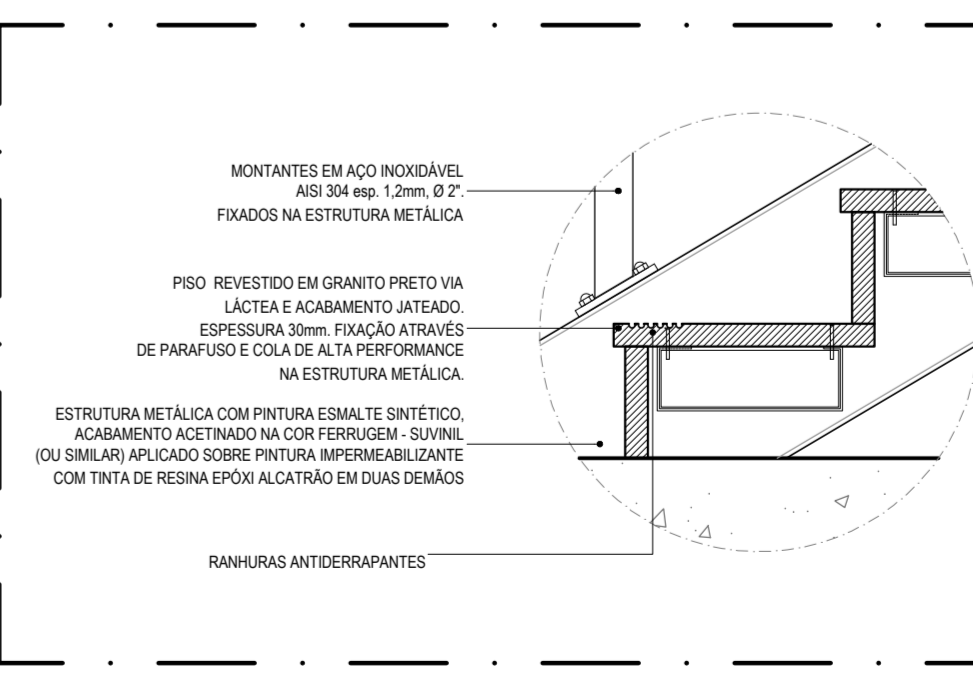 MONTANTES EM AÇO INOXIDÁVEL
AISI 304 esp. 1,2mm, Ø 2".
FIXADOS NA ESTRUTURA METÁLICA
PISO REVESTIDO EM GRANITO PRETO VIA
LÁCTEA E ACABAMENTO JATEADO.
ESPESSURA 30mm. FIXAÇÃO ATRAVÉS
DE PARAFUSO E COLA DE ALTA PERFORMANCE
NA ESTRUTURA METÁLICA.
ESTRUTURA METÁLICA COM PINTURA ESMALTE SINTÉTICO,
ACABAMENTO ACETINADO NA COR FERRUGEM - SUVINIL
(OU SIMILAR) APLICADO SOBRE PINTURA IMPERMEABILIZANTE
COM TINTA DE RESINA EPÓXI ALCATRÃO EM DUAS DEMÃOS
RANHURAS ANTIDERRAPANTES